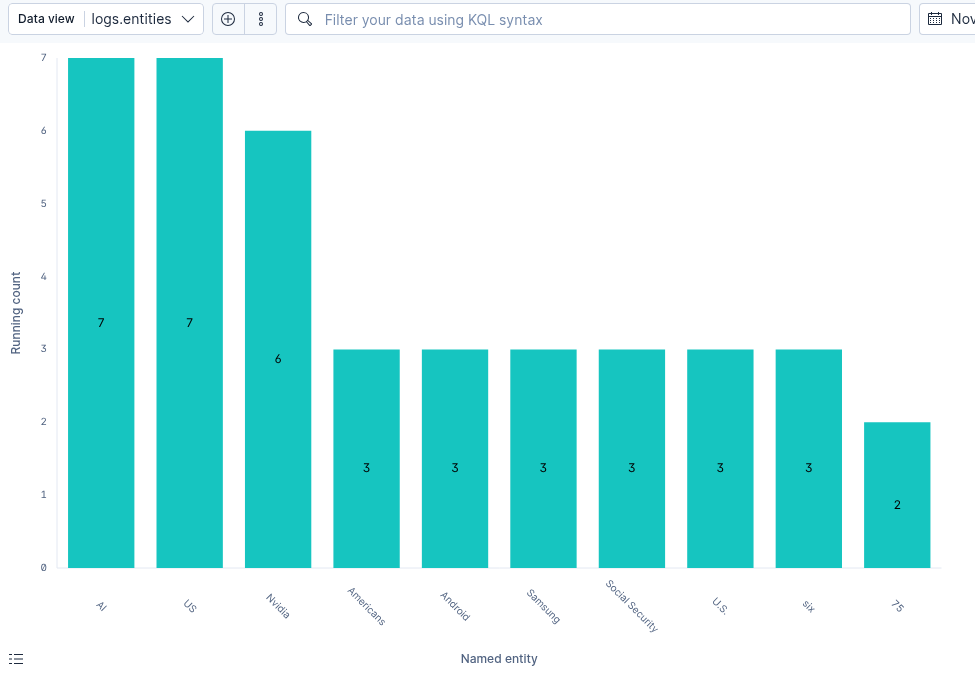 Data view logs.entities Filter your data using KQL syntax Nov
7
6
5
4
3
2
1
0
Running count
7 7 6 3 3 3 3 3 3 2
AI US Nvidia Americans Android Samsung Social Security U.S. six 75
Named entity